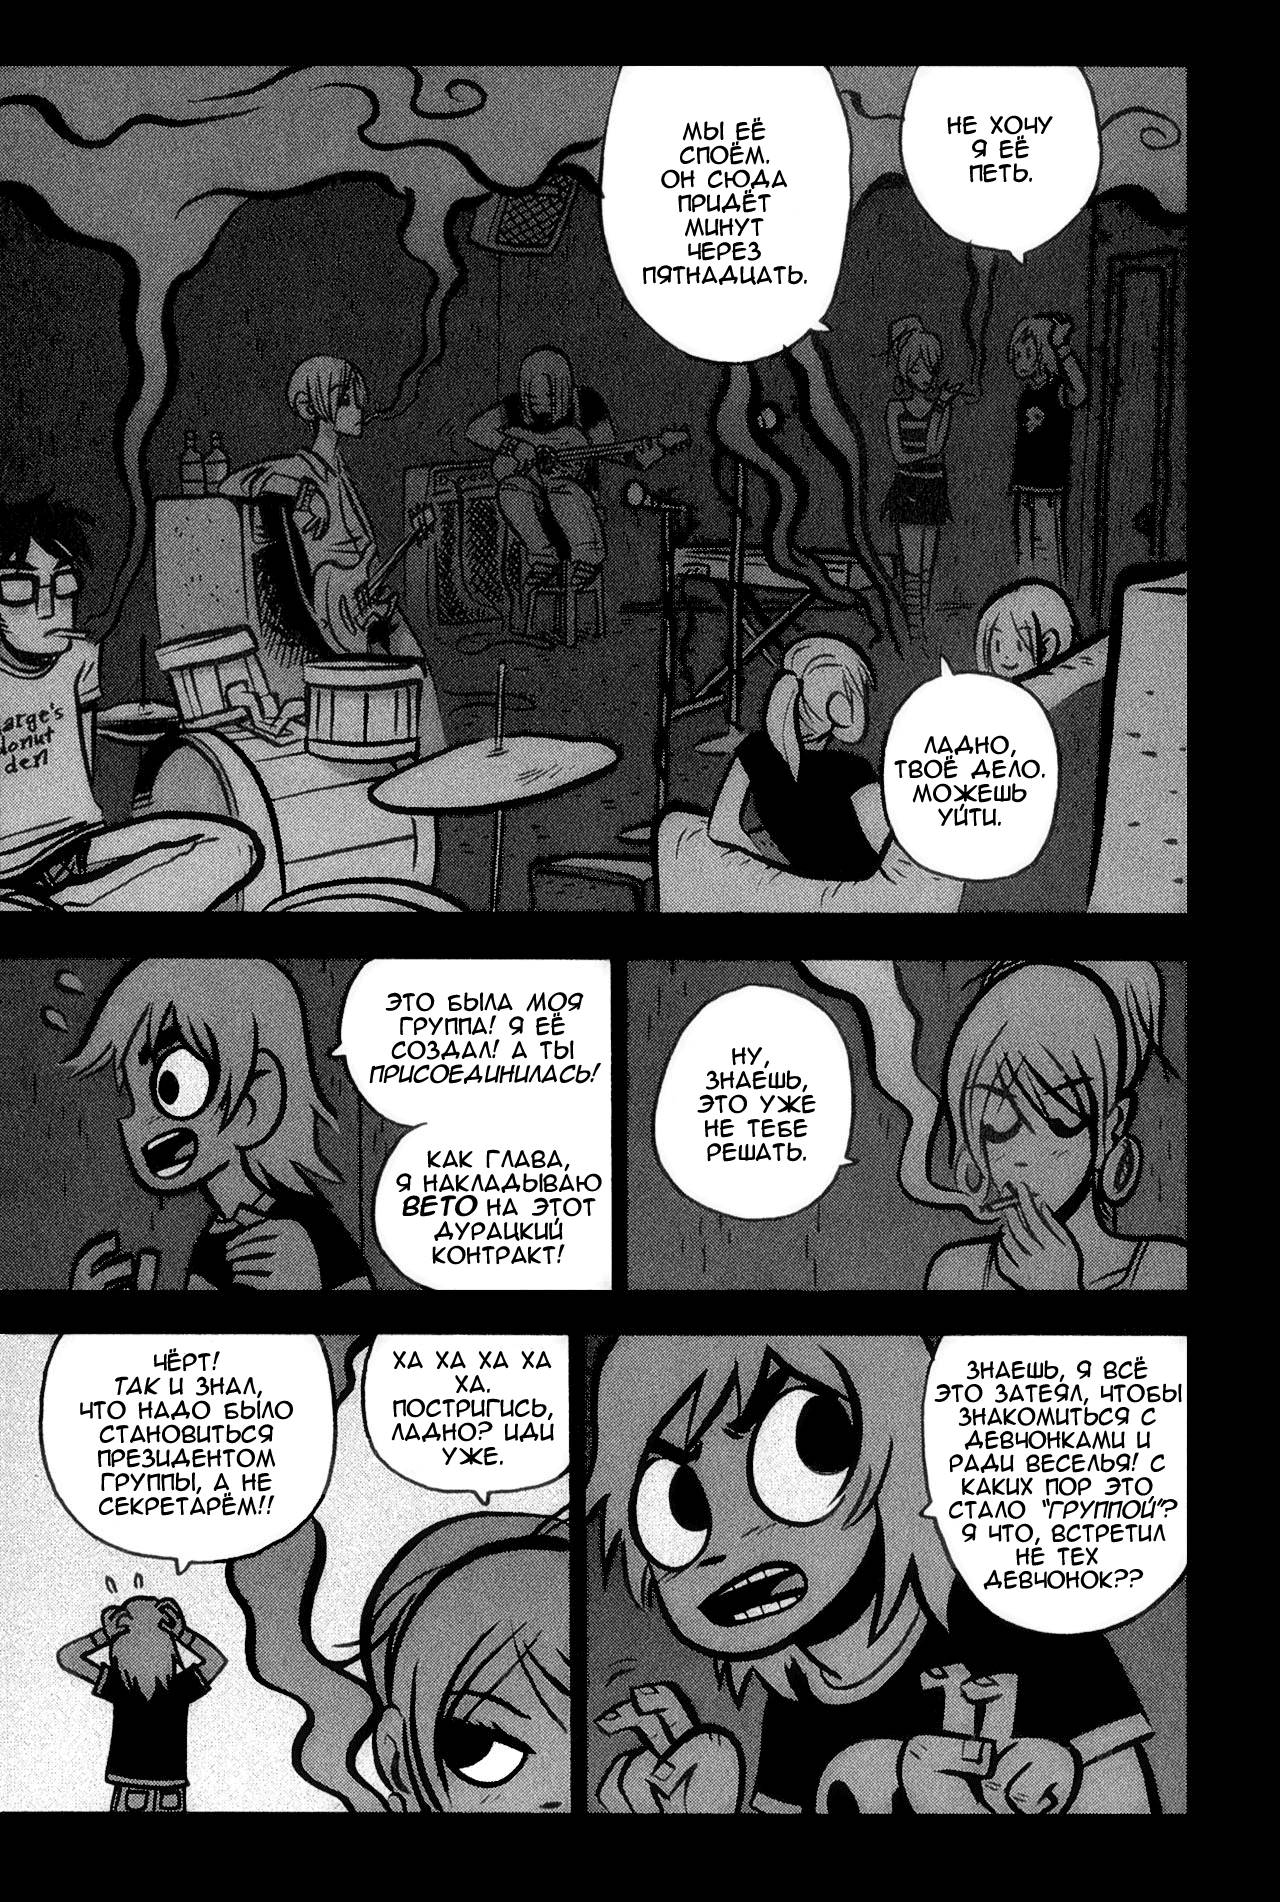 МЫ ЕЁ
СПОЁМ.
ОН СЮДА
ПРИДЁТ
МИНУТ
ЧЕРЕЗ
ПЯТНАДЦАТЬ.
НЕ ХОЧУ
Я ЕЁ
ПЕТЬ.
arge's
donut
den
ЛАДНО,
ТВОЁ ДЕЛО.
МОЖЕШЬ
УЙТИ.
ЭТО БЫЛА МОЯ
ГРУППА! Я ЕЁ
СОЗДАЛ! А ТЫ
ПРИСОЕДИНИЛАСЬ!
КАК ГЛАВА,
Я НАКЛАДЫВАЮ
ВЕТО НА ЭТОТ
ДУРАЦКИЙ
КОНТРАКТ!
НУ,
ЗНАЕШЬ,
ЭТО УЖЕ
НЕ ТЕБЕ
РЕШАТЬ.
ЧЁРТ!
ТАК И ЗНАЛ,
ЧТО НАДО БЫЛО
СТАНОВИТЬСЯ
ПРЕЗИДЕНТОМ
ГРУППЫ, А НЕ
СЕКРЕТАРЁМ!!
ХА ХА ХА ХА
ХА.
ПОСТРИГИСЬ,
ЛАДНО? ИДИ
УЖЕ.
ЗНАЕШЬ, Я ВСЁ
ЭТО ЗАТЕЯЛ, ЧТОБЫ
ЗНАКОМИТЬСЯ С
ДЕВЧОНКАМИ И
РАДИ ВЕСЕЛЬЯ! С
КАКИХ ПОР ЭТО
СТАЛО "ГРУППОЙ"?
Я ЧТО, ВСТРЕТИЛ
НЕ ТЕХ
ДЕВЧОНОК??